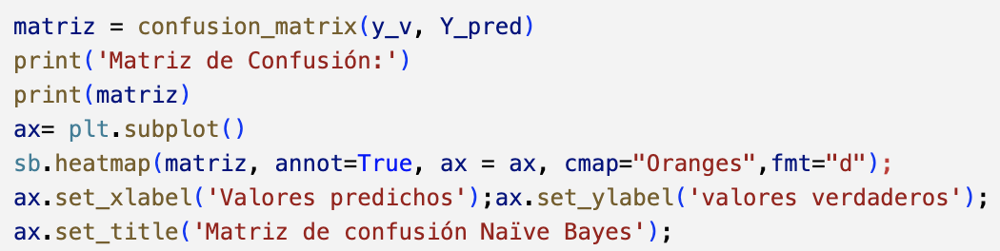 matriz = confusion_matrix(y_v, Y_pred)
print('Matriz de Confusión:')
print(matriz)
ax= plt.subplot()
sb.heatmap(matriz, annot=True, ax = ax, cmap="Oranges",fmt="d");
ax.set_xlabel('Valores predichos');ax.set_ylabel('valores verdaderos');
ax.set_title('Matriz de confusión Naïve Bayes');